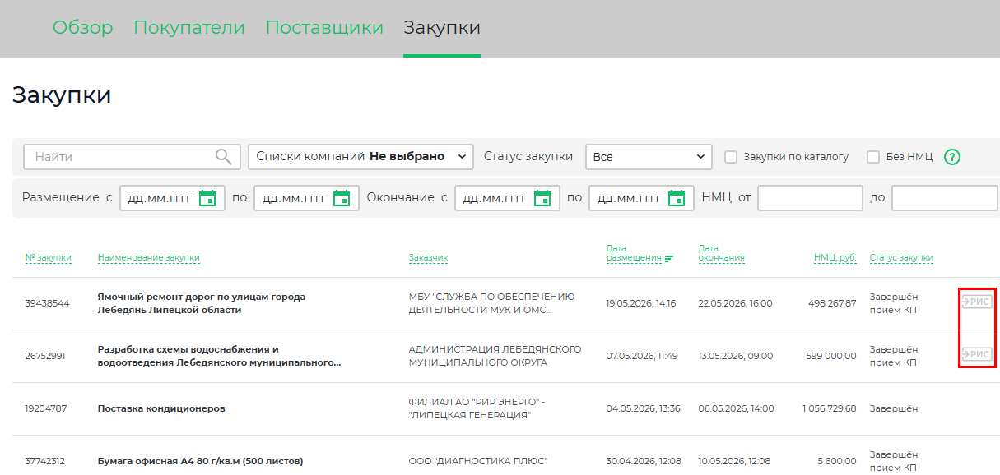 Обзор Покупатели Поставщики Закупки
Закупки
Найти Списки компаний Не выбрано Статус закупки Все Закупки по каталогу Без НМЦ ?
Размещение с дд.мм.гггг по дд.мм.гггг Окончание с дд.мм.гггг по дд.мм.гггг НМЦ от до
Дата Дата
№ закупки Наименование закупки Заказчик размещения окончания НМЦ, руб. Статус закупки
Ямочный ремонт дорог по улицам города МБУ "СЛУЖБА ПО ОБЕСПЕЧЕНИЮ Завершён
39438544 19.05.2026, 14:16 22.05.2026, 16:00 498 267,87 РИС
Лебедянь Липецкой области ДЕЯТЕЛЬНОСТИ МУК И ОМС... прием КП
Разработка схемы водоснабжения и АДМИНИСТРАЦИЯ ЛЕБЕДЯНСКОГО Завершён
26752991 07.05.2026, 11:49 13.05.2026, 09:00 599 000,00 РИС
водоотведения Лебедянского муниципального... МУНИЦИПАЛЬНОГО ОКРУГА прием КП
ФИЛИАЛ АО "РИР ЭНЕРГО" -
19204787 Поставка кондиционеров 04.05.2026, 13:36 06.05.2026, 14:00 1 056 729,68 Завершён
"ЛИПЕЦКАЯ ГЕНЕРАЦИЯ"
Завершён
37742312 Бумага офисная А4 80 г/кв.м (500 листов) ООО "ДИАГНОСТИКА ПЛЮС" 30.04.2026, 12:08 10.05.2026, 12:08 5 600,00
прием КП